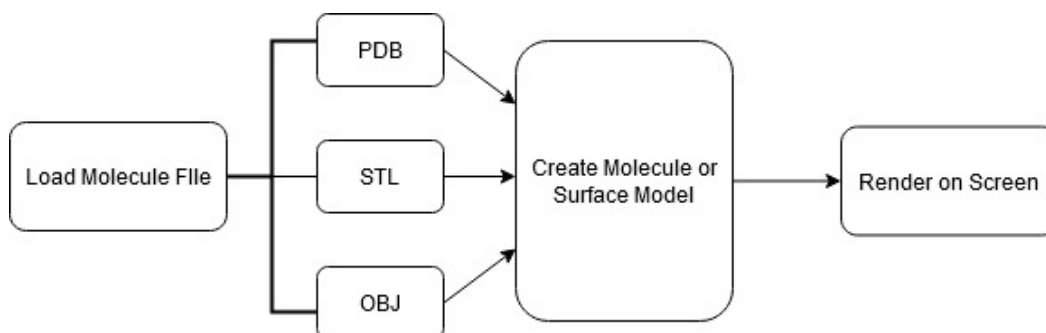 PDB
Load Molecule FIle
STL
Create Molecule or
Surface Model
Render on Screen
OBJ